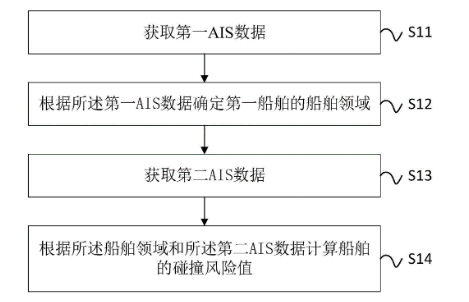 获取第一AIS数据
S11
根据所述第一AIS数据确定第一船舶的船舶领域
S12
获取第二AIS数据
S13
根据所述船舶领域和所述第二AIS数据计算船舶
的碰撞风险值
S14